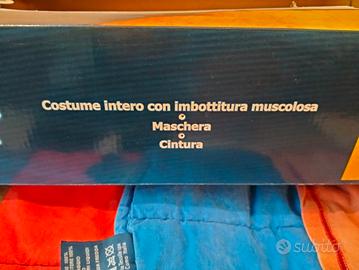 Costume intero con imbottitura muscolosa
Maschera
Cintura
subito